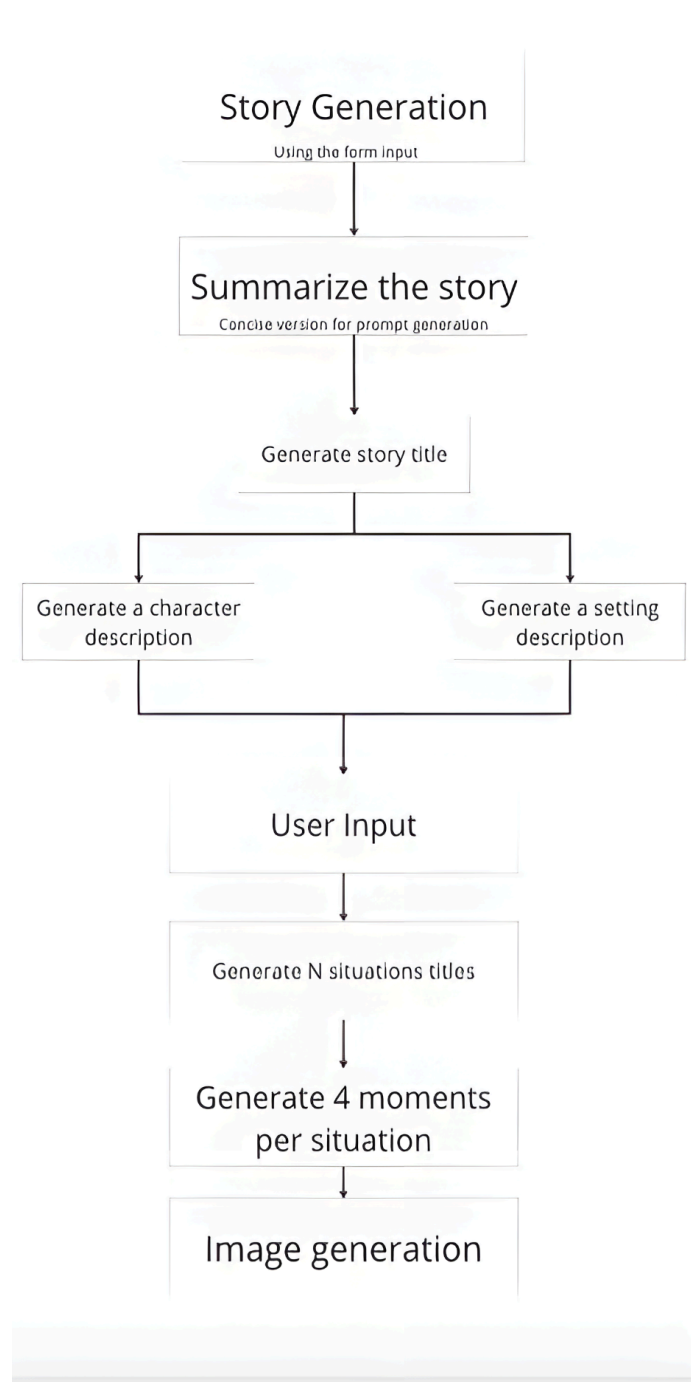 Story Generation
Using the form input
Summarize the story
Concise version for prompt generation
Generate story title
Generate a character
description
Generate a setting
description
User Input
Generate N situations titles
Generate 4 moments
per situation
Image generation